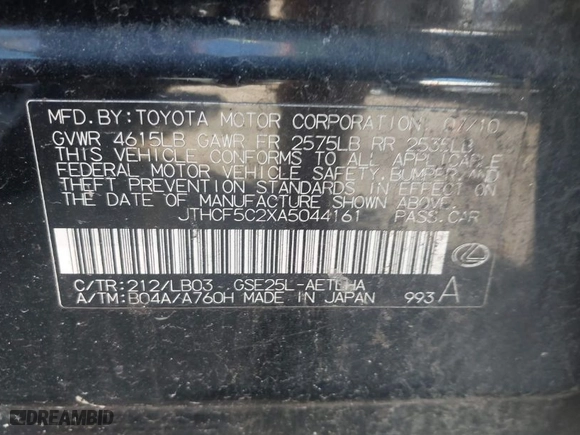 MFD. BY: TOYOTA MOTOR CORPORATION 07/10
GVWR 4615LB GAWR FR 2575LB RR 2535LB
THIS VEHICLE CONFORMS TO ALL APPLICABLE
FEDERAL MOTOR VEHICLE SAFETY, BUMPER, AND
THEFT PREVENTION STANDARDS IN EFFECT ON
THE DATE OF MANUFACTURE SHOWN ABOVE.
JTHCF5C2XA5044161 PASS. CAR
C/TR: 212/LB03 GSE25L-AETLHA
A/TM: B04A/A760H MADE IN JAPAN 993 A
DREAMBID